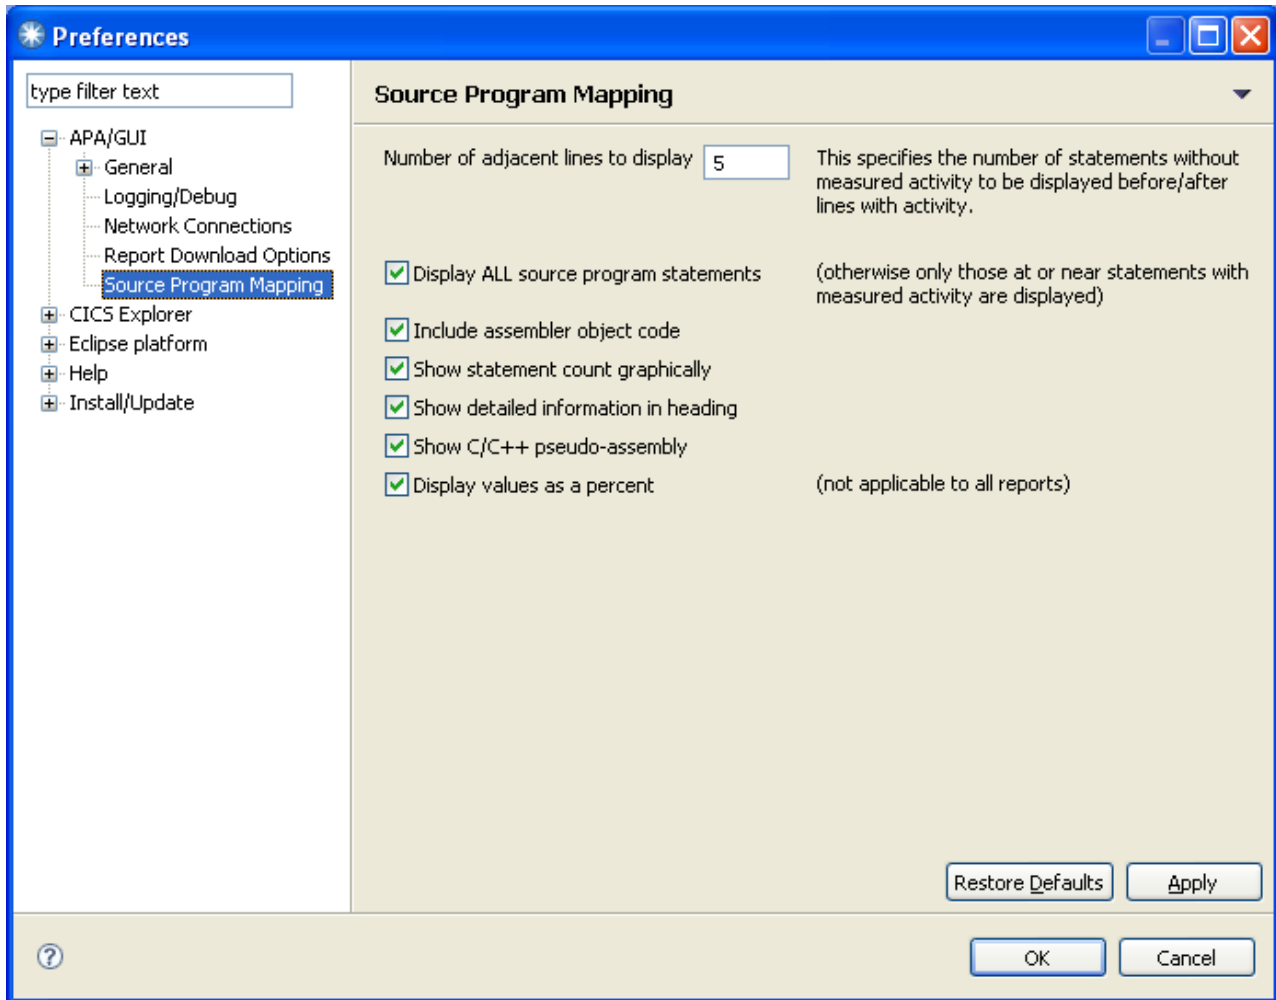 Preferences
type filter text
APA/GUI
General
Logging/Debug
Network Connections
Report Download Options
Source Program Mapping
CICS Explorer
Eclipse platform
Help
Install/Update
Source Program Mapping
Number of adjacent lines to display 5
This specifies the number of statements without
measured activity to be displayed before/after
lines with activity.
Display ALL source program statements
(otherwise only those at or near statements with
measured activity are displayed)
Include assembler object code
Show statement count graphically
Show detailed information in heading
Show C/C++ pseudo-assembly
Display values as a percent
(not applicable to all reports)
Restore Defaults
Apply
?
OK
Cancel